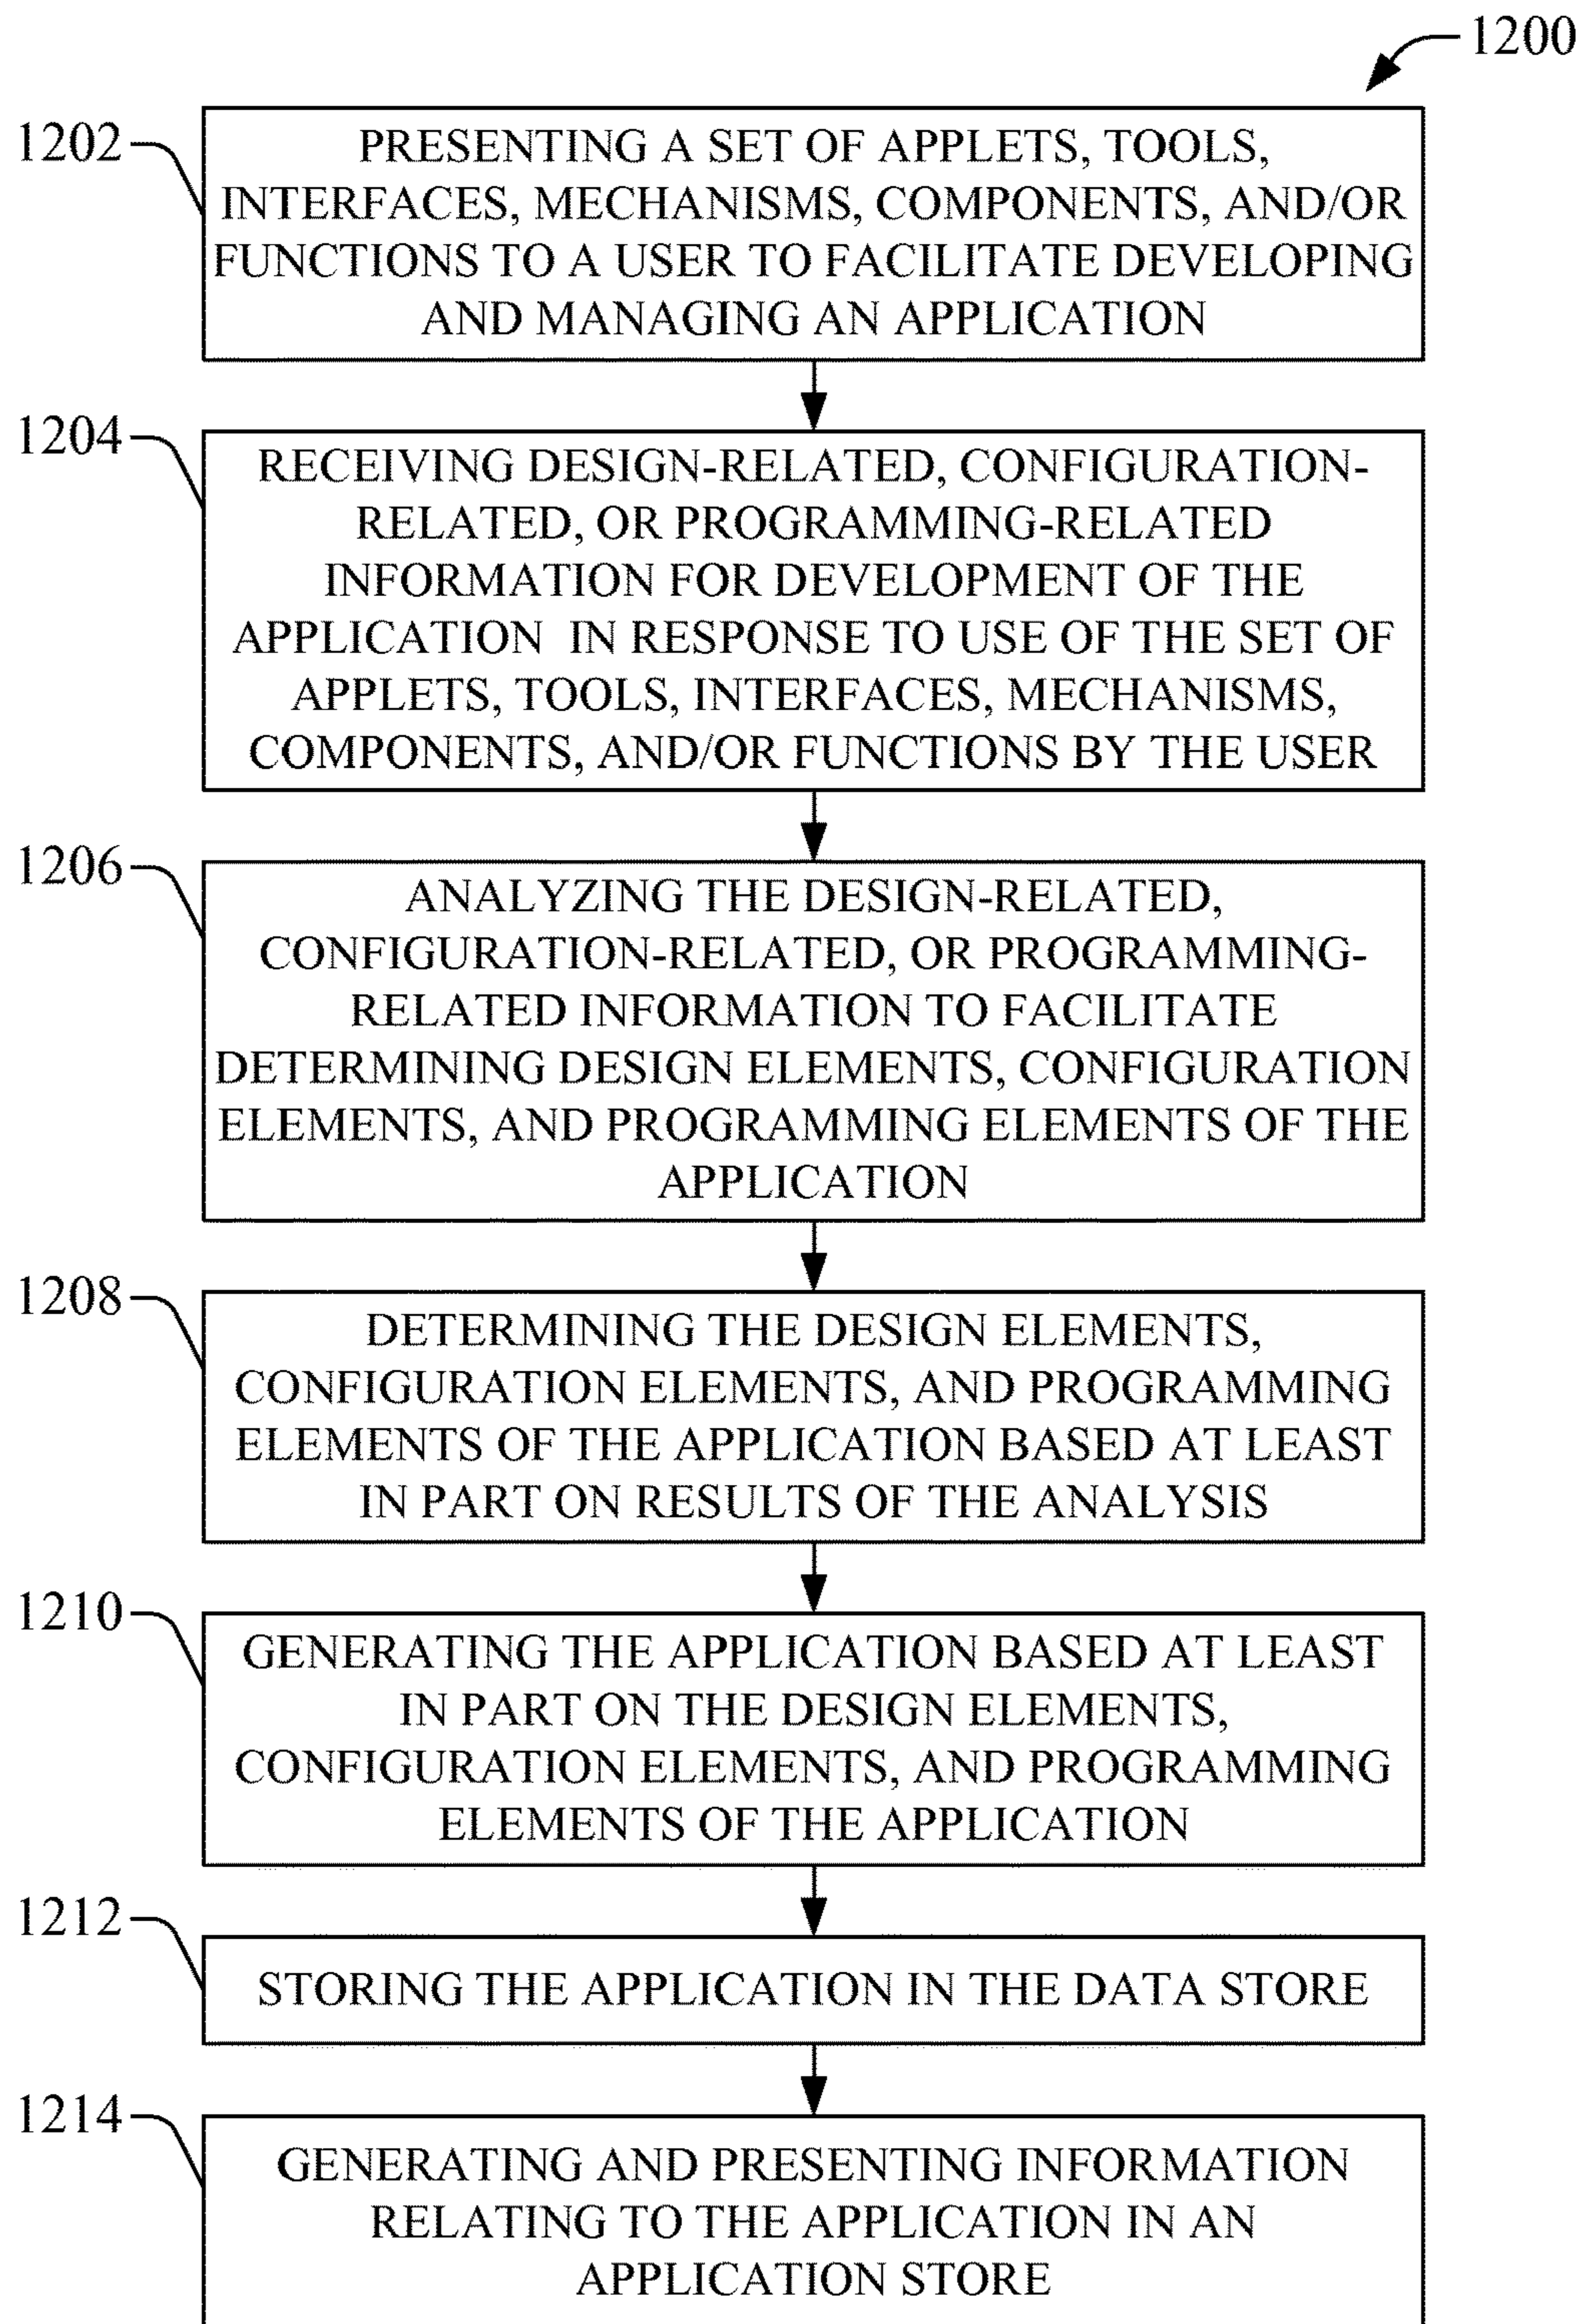 1200
1202
PRESENTING A SET OF APPLETS, TOOLS,
INTERFACES, MECHANISMS, COMPONENTS, AND/OR
FUNCTIONS TO A USER TO FACILITATE DEVELOPING
AND MANAGING AN APPLICATION
1204
RECEIVING DESIGN-RELATED, CONFIGURATION-
RELATED, OR PROGRAMMING-RELATED
INFORMATION FOR DEVELOPMENT OF THE
APPLICATION IN RESPONSE TO USE OF THE SET OF
APPLETS, TOOLS, INTERFACES, MECHANISMS,
COMPONENTS, AND/OR FUNCTIONS BY THE USER
1206
ANALYZING THE DESIGN-RELATED,
CONFIGURATION-RELATED, OR PROGRAMMING-
RELATED INFORMATION TO FACILITATE
DETERMINING DESIGN ELEMENTS, CONFIGURATION
ELEMENTS, AND PROGRAMMING ELEMENTS OF THE
APPLICATION
1208
DETERMINING THE DESIGN ELEMENTS,
CONFIGURATION ELEMENTS, AND PROGRAMMING
ELEMENTS OF THE APPLICATION BASED AT LEAST
IN PART ON RESULTS OF THE ANALYSIS
1210
GENERATING THE APPLICATION BASED AT LEAST
IN PART ON THE DESIGN ELEMENTS,
CONFIGURATION ELEMENTS, AND PROGRAMMING
ELEMENTS OF THE APPLICATION
1212
STORING THE APPLICATION IN THE DATA STORE
1214
GENERATING AND PRESENTING INFORMATION
RELATING TO THE APPLICATION IN AN
APPLICATION STORE